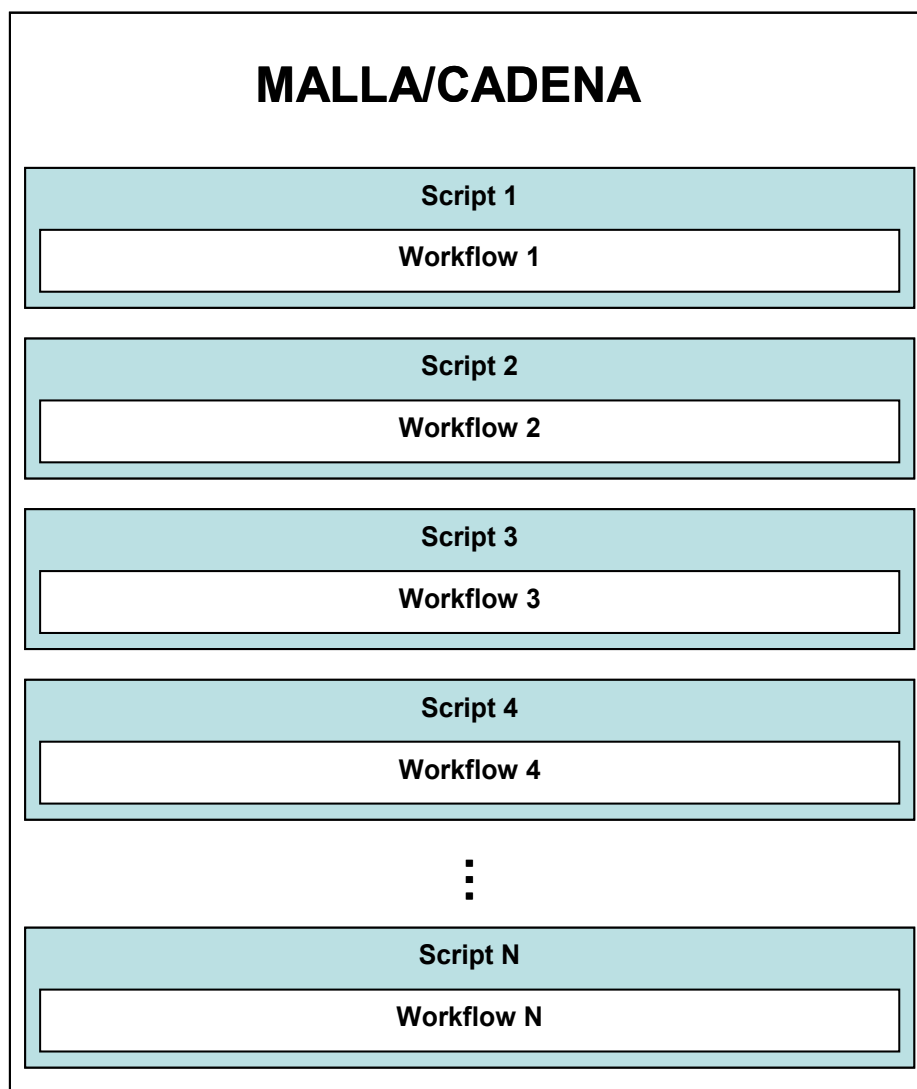 MALLA/CADENA
Script 1
Workflow 1
Script 2
Workflow 2
Script 3
Workflow 3
Script 4
Workflow 4
⋮
Script N
Workflow N